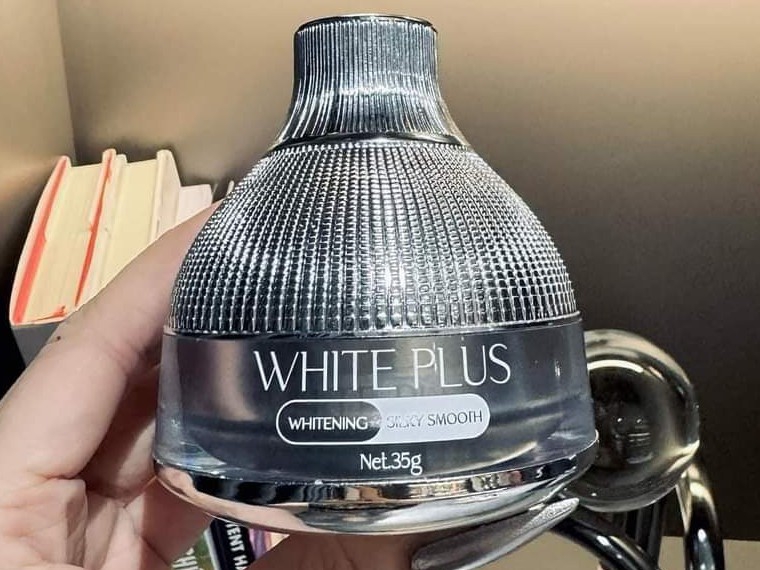 WHITE PLUS
WHITENING + SILKY SMOOTH
Net.35g